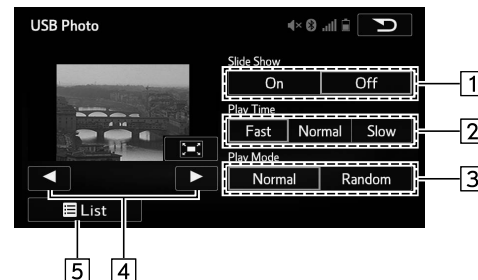 USB Photo
Slide Show
On Off
1
Play Time
Fast Normal Slow
2
Play Mode
Normal Random
3
List
5 4